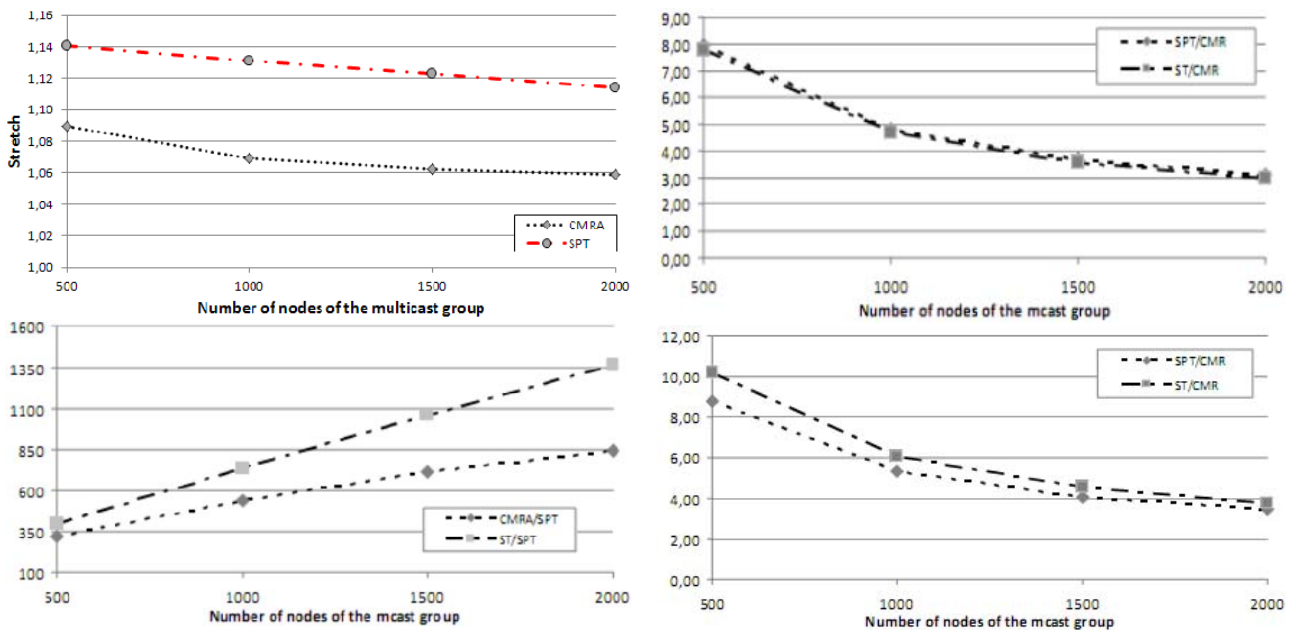 1,16
1,14
1,12
1,10
1,08
1,06
1,04
1,02
1,00
Stretch
CMRA
SPT
500 1000 1500 2000
Number of nodes of the multicast group
9,00
8,00
7,00
6,00
5,00
4,00
3,00
2,00
1,00
0,00
SPT/CMR
ST/CMR
500 1000 1500 2000
Number of nodes of the mcast group
1600
1350
1100
850
600
350
100
CMRA/SPT
ST/SPT
500 1000 1500 2000
Number of nodes of the mcast group
12,00
10,00
8,00
6,00
4,00
2,00
0,00
SPT/CMR
ST/CMR
500 1000 1500 2000
Number of nodes of the mcast group